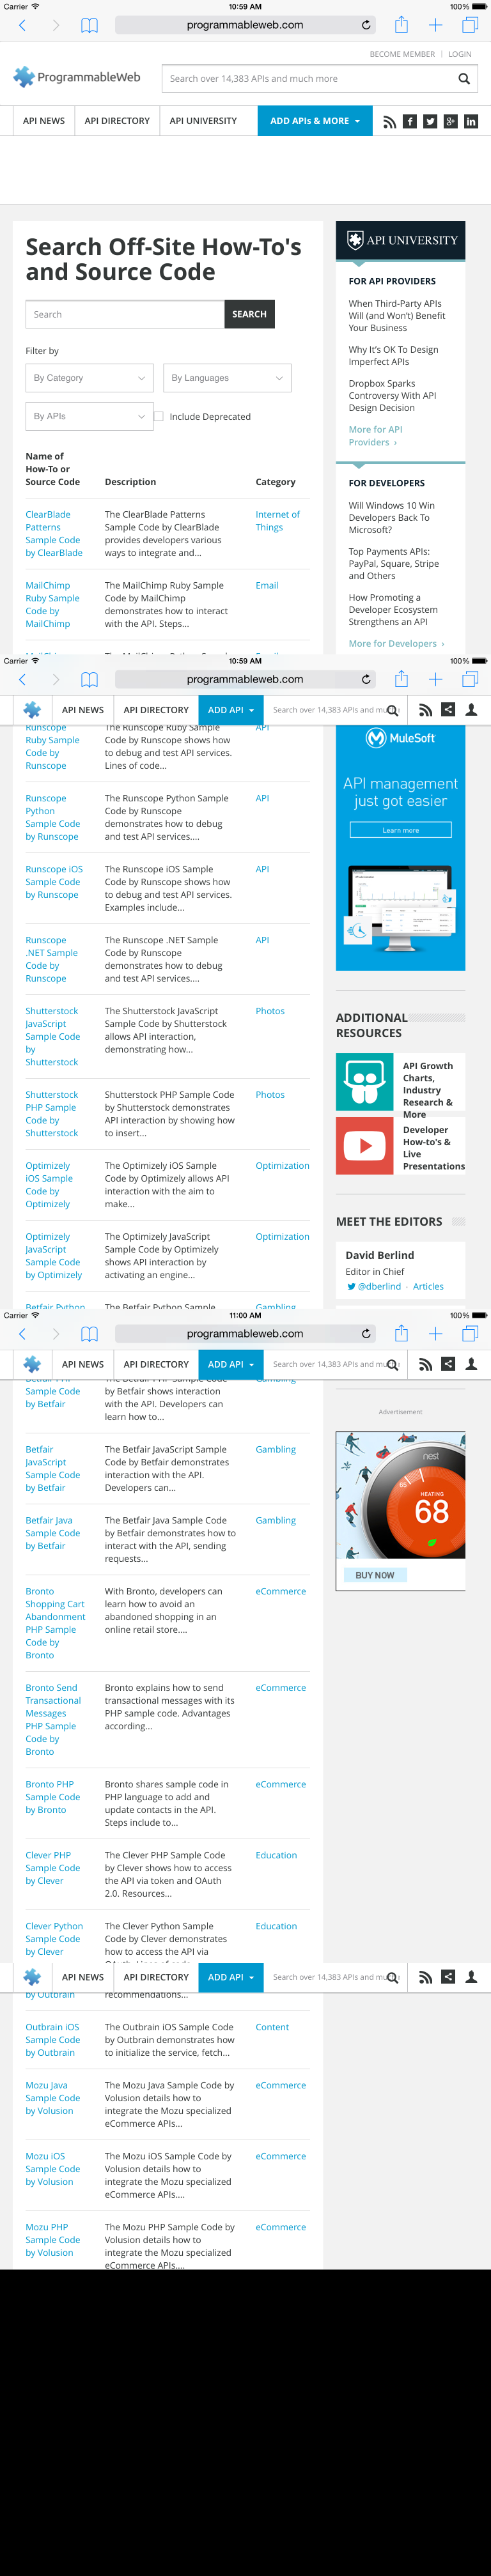 Carrier 10:59 AM 100%
programmableweb.com
BECOME MEMBER | LOGIN
ProgrammableWeb
Search over 14,383 APIs and much more
API NEWS API DIRECTORY API UNIVERSITY ADD APIs & MORE
Search Off-Site How-To's
and Source Code
Search SEARCH
Filter by
By Category By Languages
By APIs Include Deprecated
Name of
How-To or
Source Code Description Category
ClearBlade
Patterns
Sample Code
by ClearBlade
The ClearBlade Patterns
Sample Code by ClearBlade
provides developers various
ways to integrate and...
Internet of
Things
MailChimp
Ruby Sample
Code by
MailChimp
The MailChimp Ruby Sample
Code by MailChimp
demonstrates how to interact
with the API. Steps...
Email
API UNIVERSITY
FOR API PROVIDERS
When Third-Party APIs
Will (and Won't) Benefit
Your Business
Why It's OK To Design
Imperfect APIs
Dropbox Sparks
Controversy With API
Design Decision
More for API
Providers ›
FOR DEVELOPERS
Will Windows 10 Win
Developers Back To
Microsoft?
Top Payments APIs:
PayPal, Square, Stripe
and Others
How Promoting a
Developer Ecosystem
Strengthens an API
More for Developers ›
Carrier 10:59 AM 100%
programmableweb.com
API NEWS API DIRECTORY ADD API Search over 14,383 APIs and mu
Runscope
Ruby Sample
Code by
Runscope
The Runscope Ruby Sample
Code by Runscope shows how
to debug and test API services.
Lines of code...
API
Runscope
Python
Sample Code
by Runscope
The Runscope Python Sample
Code by Runscope
demonstrates how to debug
and test API services....
API
Runscope iOS
Sample Code
by Runscope
The Runscope iOS Sample
Code by Runscope shows how
to debug and test API services.
Examples include...
API
Runscope
.NET Sample
Code by
Runscope
The Runscope .NET Sample
Code by Runscope
demonstrates how to debug
and test API services....
API
Shutterstock
JavaScript
Sample Code
by
Shutterstock
The Shutterstock JavaScript
Sample Code by Shutterstock
allows API interaction,
demonstrating how...
Photos
Shutterstock
PHP Sample
Code by
Shutterstock
Shutterstock PHP Sample Code
by Shutterstock demonstrates
API interaction by showing how
to insert...
Photos
Optimizely
iOS Sample
Code by
Optimizely
The Optimizely iOS Sample
Code by Optimizely allows API
interaction with the aim to
make...
Optimization
Optimizely
JavaScript
Sample Code
by Optimizely
The Optimizely JavaScript
Sample Code by Optimizely
shows API interaction by
activating an engine...
Optimization
Betfair Python
The Betfair Python Sample
Gambling
MuleSoft
API management
just got easier
Learn more
ADDITIONAL
RESOURCES
API Growth
Charts,
Industry
Research &
More
Developer
How-to's &
Live
Presentations
MEET THE EDITORS
David Berlind
Editor in Chief
@dberlind · Articles
Carrier 11:00 AM 100%
programmableweb.com
API NEWS API DIRECTORY ADD API Search over 14,383 APIs and mu
Sample Code
by Betfair
by Betfair shows interaction
with the API. Developers can
learn how to...
Betfair
JavaScript
Sample Code
by Betfair
The Betfair JavaScript Sample
Code by Betfair demonstrates
interaction with the API.
Developers can...
Gambling
Betfair Java
Sample Code
by Betfair
The Betfair Java Sample Code
by Betfair demonstrates how to
interact with the API, sending
requests...
Gambling
Bronto
Shopping Cart
Abandonment
PHP Sample
Code by
Bronto
With Bronto, developers can
learn how to avoid an
abandoned shopping in an
online retail store....
eCommerce
Bronto Send
Transactional
Messages
PHP Sample
Code by
Bronto
Bronto explains how to send
transactional messages with its
PHP sample code. Advantages
according...
eCommerce
Bronto PHP
Sample Code
by Bronto
Bronto shares sample code in
PHP language to add and
update contacts in the API.
Steps include to...
eCommerce
Clever PHP
Sample Code
by Clever
The Clever PHP Sample Code
by Clever shows how to access
the API via token and OAuth
2.0. Resources...
Education
Clever Python
Sample Code
by Clever
The Clever Python Sample
Code by Clever demonstrates
how to access the API via
Education
Advertisement
nest
66
HEATING
68
BUY NOW
API NEWS API DIRECTORY ADD API Search over 14,383 APIs and mu
by Outbrain
recommendations...
Outbrain iOS
Sample Code
by Outbrain
The Outbrain iOS Sample Code
by Outbrain demonstrates how
to initialize the service, fetch...
Content
Mozu Java
Sample Code
by Volusion
The Mozu Java Sample Code by
Volusion details how to
integrate the Mozu specialized
eCommerce APIs...
eCommerce
Mozu iOS
Sample Code
by Volusion
The Mozu iOS Sample Code by
Volusion details how to
integrate the Mozu specialized
eCommerce APIs....
eCommerce
Mozu PHP
Sample Code
by Volusion
The Mozu PHP Sample Code by
Volusion details how to
integrate the Mozu specialized
eCommerce APIs....
eCommerce